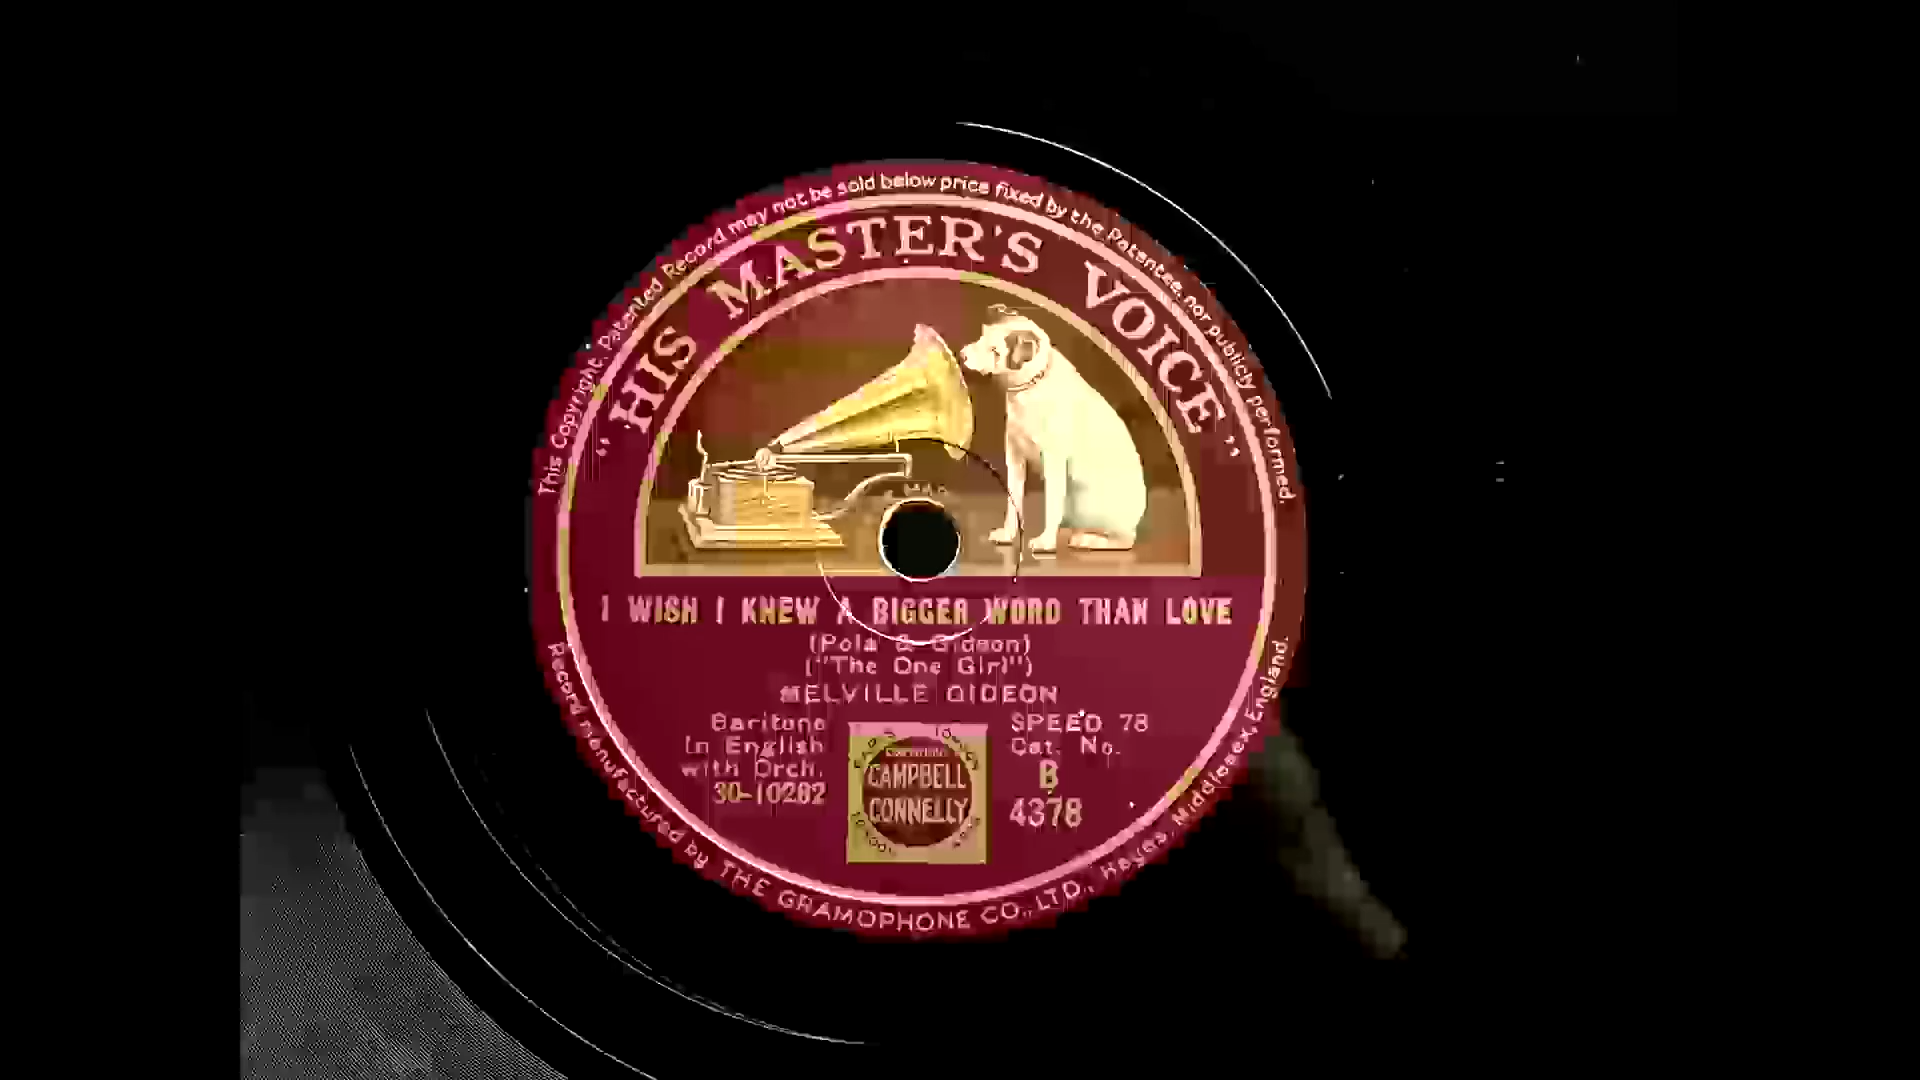 This Copyright, Patented Record may not be sold below price fixed by the Patentee, nor publicly performed.
"HIS MASTER'S VOICE"
I WISH I KNEW A BIGGER WORD THAN LOVE
(Pola & Gideon)
("The One Girl")
MELVILLE GIDEON
Baritone
In English
with Orch.
30-10282
CAMPBELL
CONNELLY
SPEED 78
Cat. No.
B
4378
Record manufactured by THE GRAMOPHONE CO., LTD., Hayes, Middlesex, England.